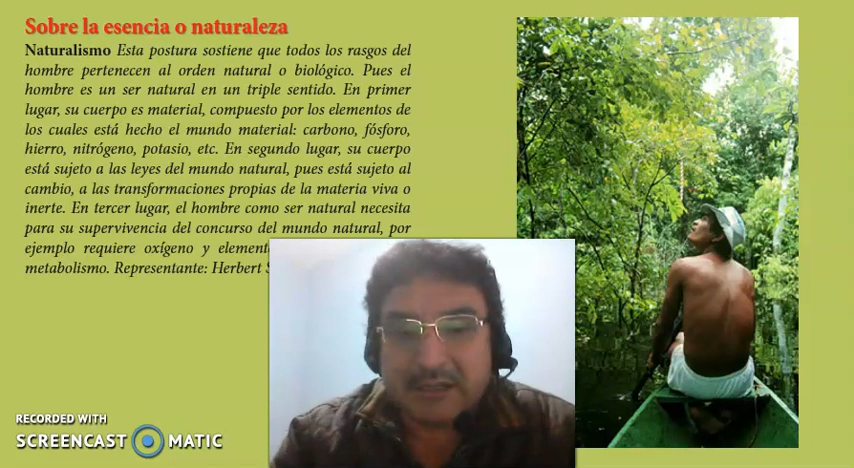 Sobre la esencia o naturaleza
Naturalismo Esta postura sostiene que todos los rasgos del
hombre pertenecen al orden natural o biológico. Pues el
hombre es un ser natural en un triple sentido. En primer
lugar, su cuerpo es material, compuesto por los elementos de
los cuales está hecho el mundo material: carbono, fósforo,
hierro, nitrógeno, potasio, etc. En segundo lugar, su cuerpo
está sujeto a las leyes del mundo natural, pues está sujeto al
cambio, a las transformaciones propias de la materia viva o
inerte. En tercer lugar, el hombre como ser natural necesita
para su supervivencia del concurso del mundo natural, por
ejemplo requiere oxígeno y
metabolismo. Representante: Herbert
RECORDED WITH
SCREENCAST MATIC